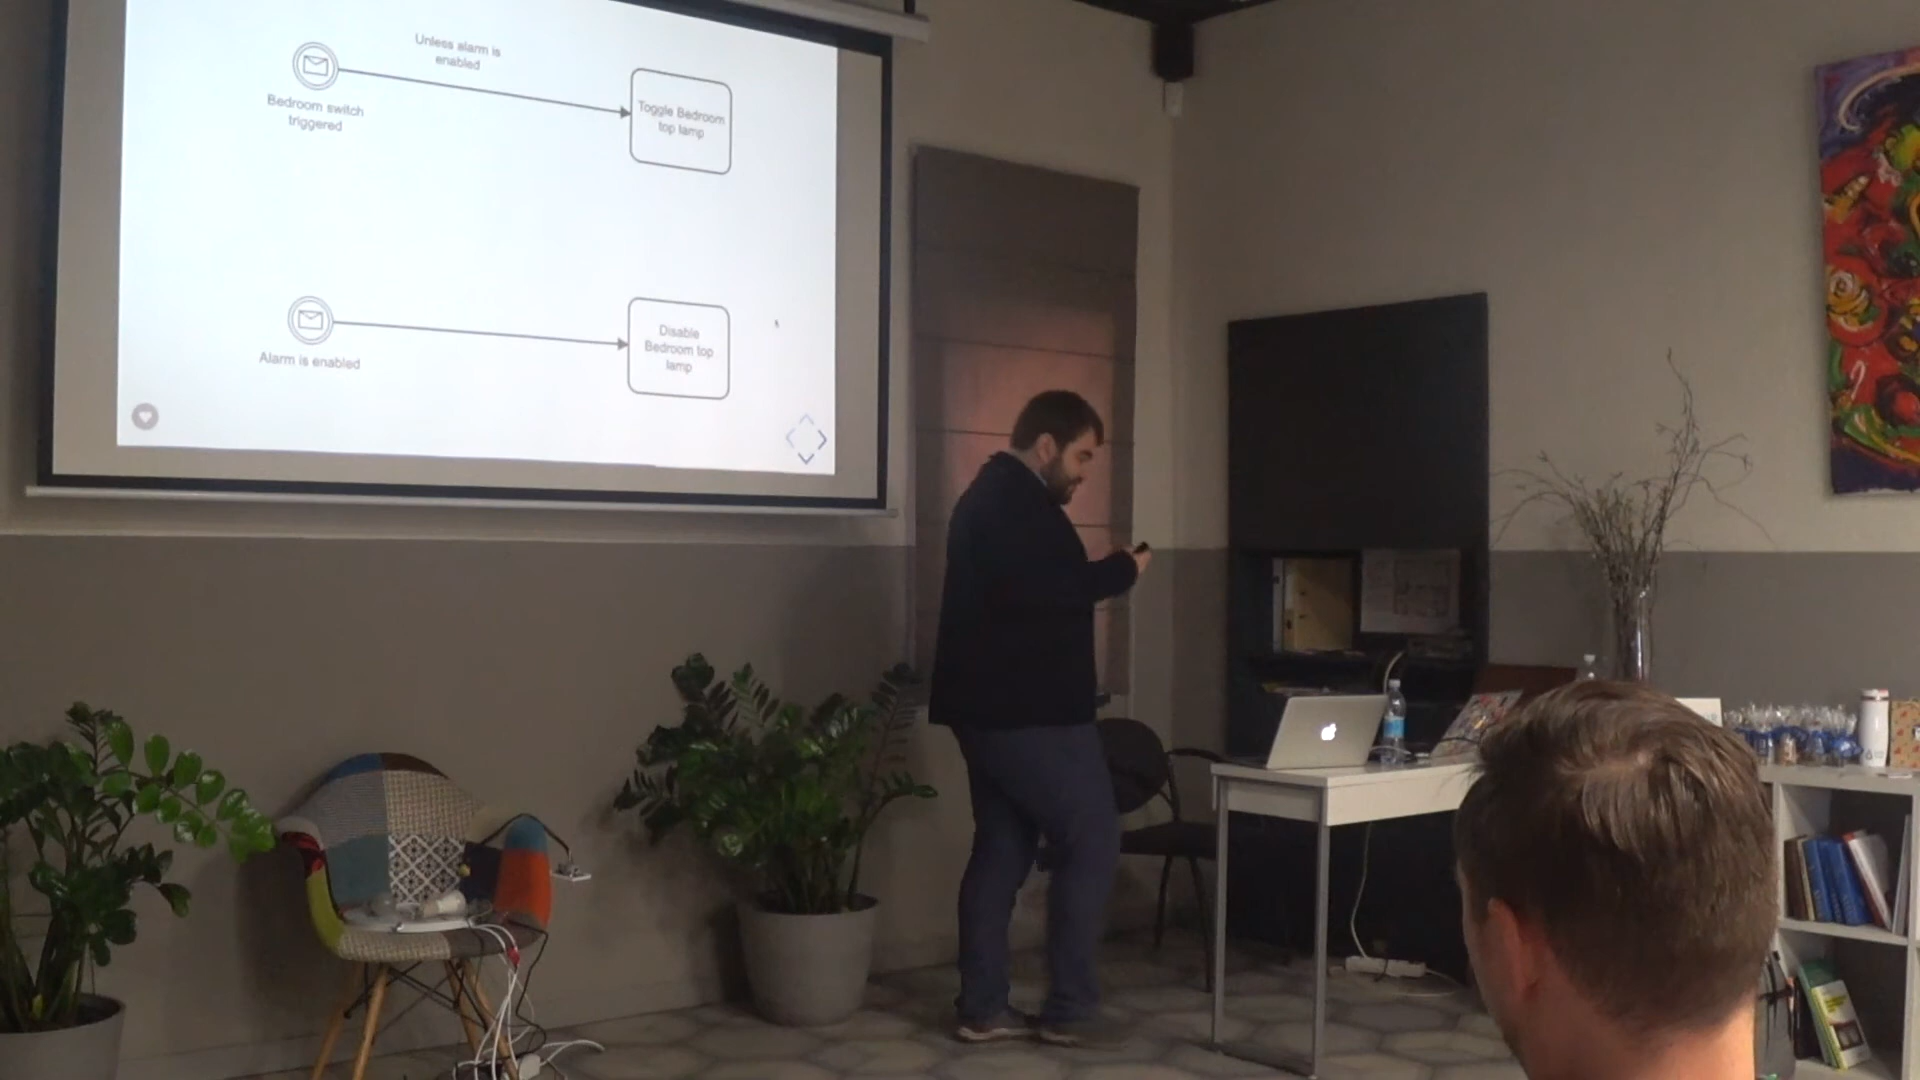 Unless alarm is
enabled
Bedroom switch
triggered
Toggle Bedroom
top lamp
Alarm is enabled
Disable
Bedroom top
lamp